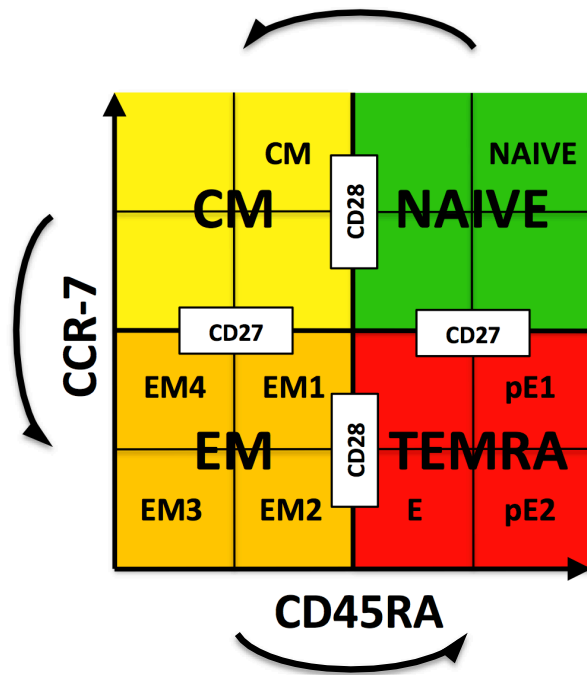 CM
NAIVE
CD28
CM
NAIVE
CD27
CD27
CCR-7
EM4
EM1
pE1
CD28
EM
TEMRA
EM3
EM2
E
pE2
CD45RA